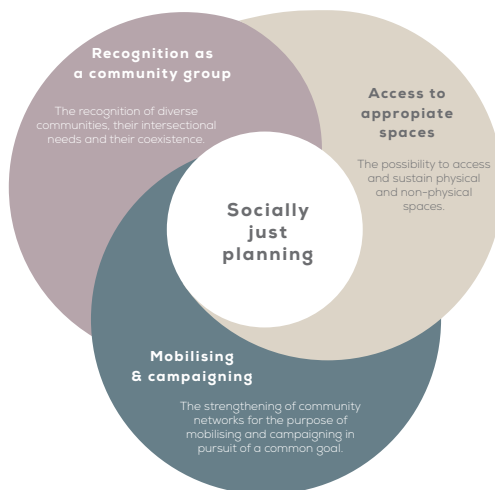 Recognition as
a community group
The recognition of diverse
communities, their intersectional
needs and their coexistence.
Access to
appropiate
spaces
The possibility to access
and sustain physical
and non-physical
spaces.
Socially
just
planning
Mobilising
& campaigning
The strengthening of community
networks for the purpose of
mobilising and campaigning in
pursuit of a common goal.